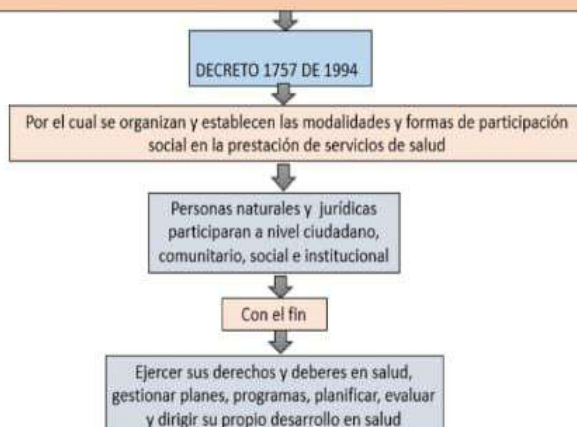 DECRETO 1757 DE 1994
Por el cual se organizan y establecen las modalidades y formas de participación
social en la prestación de servicios de salud
Personas naturales y jurídicas
participaran a nivel ciudadano,
comunitario, social e institucional
Con el fin
Ejercer sus derechos y deberes en salud,
gestionar planes, programas, planificar, evaluar
y dirigir su propio desarrollo en salud